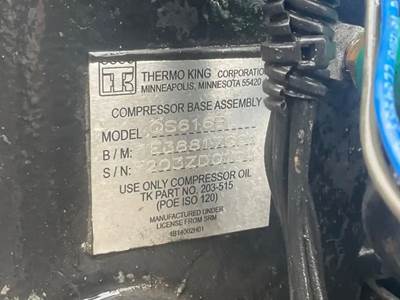 TK
THERMO KING CORPORATION
MINNEAPOLIS, MINNESOTA 55420
COMPRESSOR BASE ASSEMBLY
MODEL
B/M:
S/N:
USE ONLY COMPRESSOR OIL
TK PART NO. 203-515
(POE ISO 120)
MANUFACTURED UNDER
LICENSE FROM SRM
1B14002H01